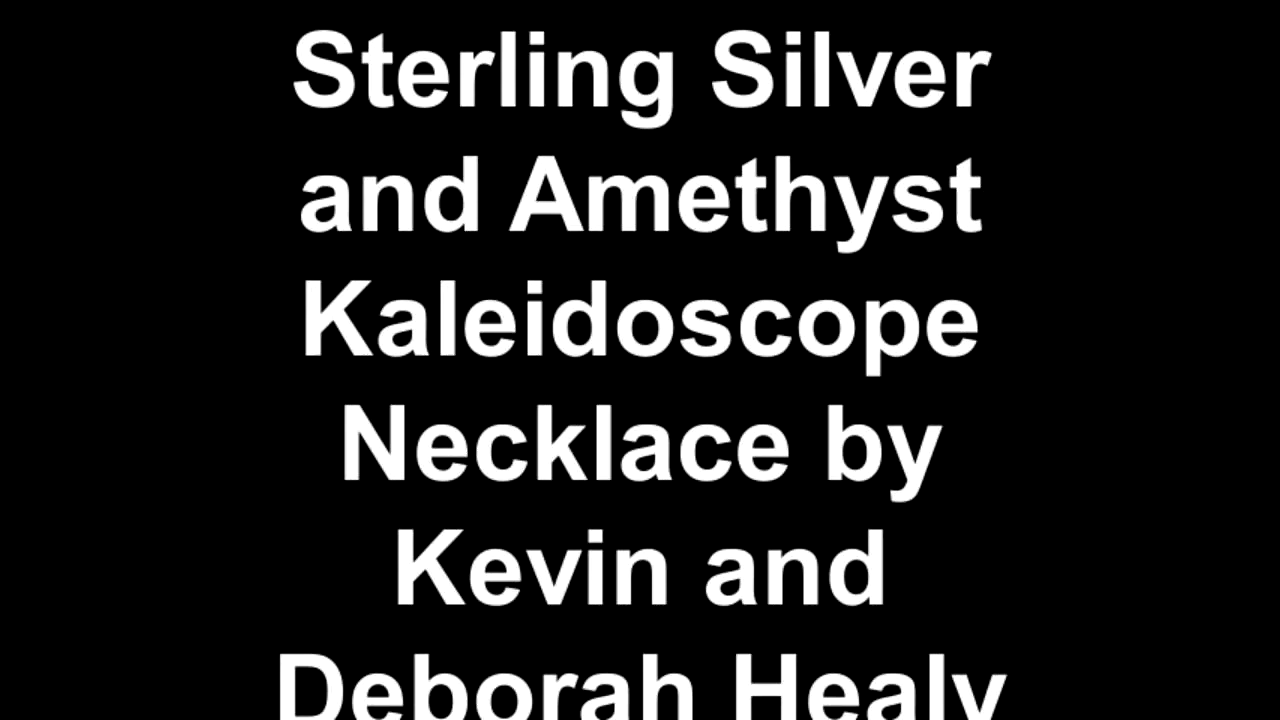 Sterling Silver
and Amethyst
Kaleidoscope
Necklace by
Kevin and
Deborah Healy